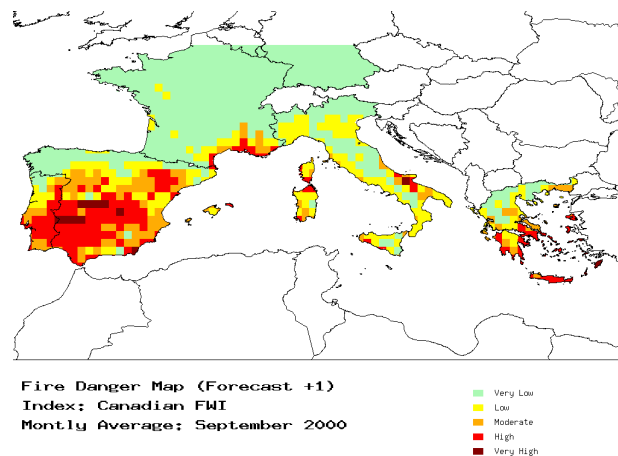 Fire Danger Map (Forecast +1)
Index: Canadian FWI
Montly Average: September 2000
Very Low
Low
Moderate
High
Very High